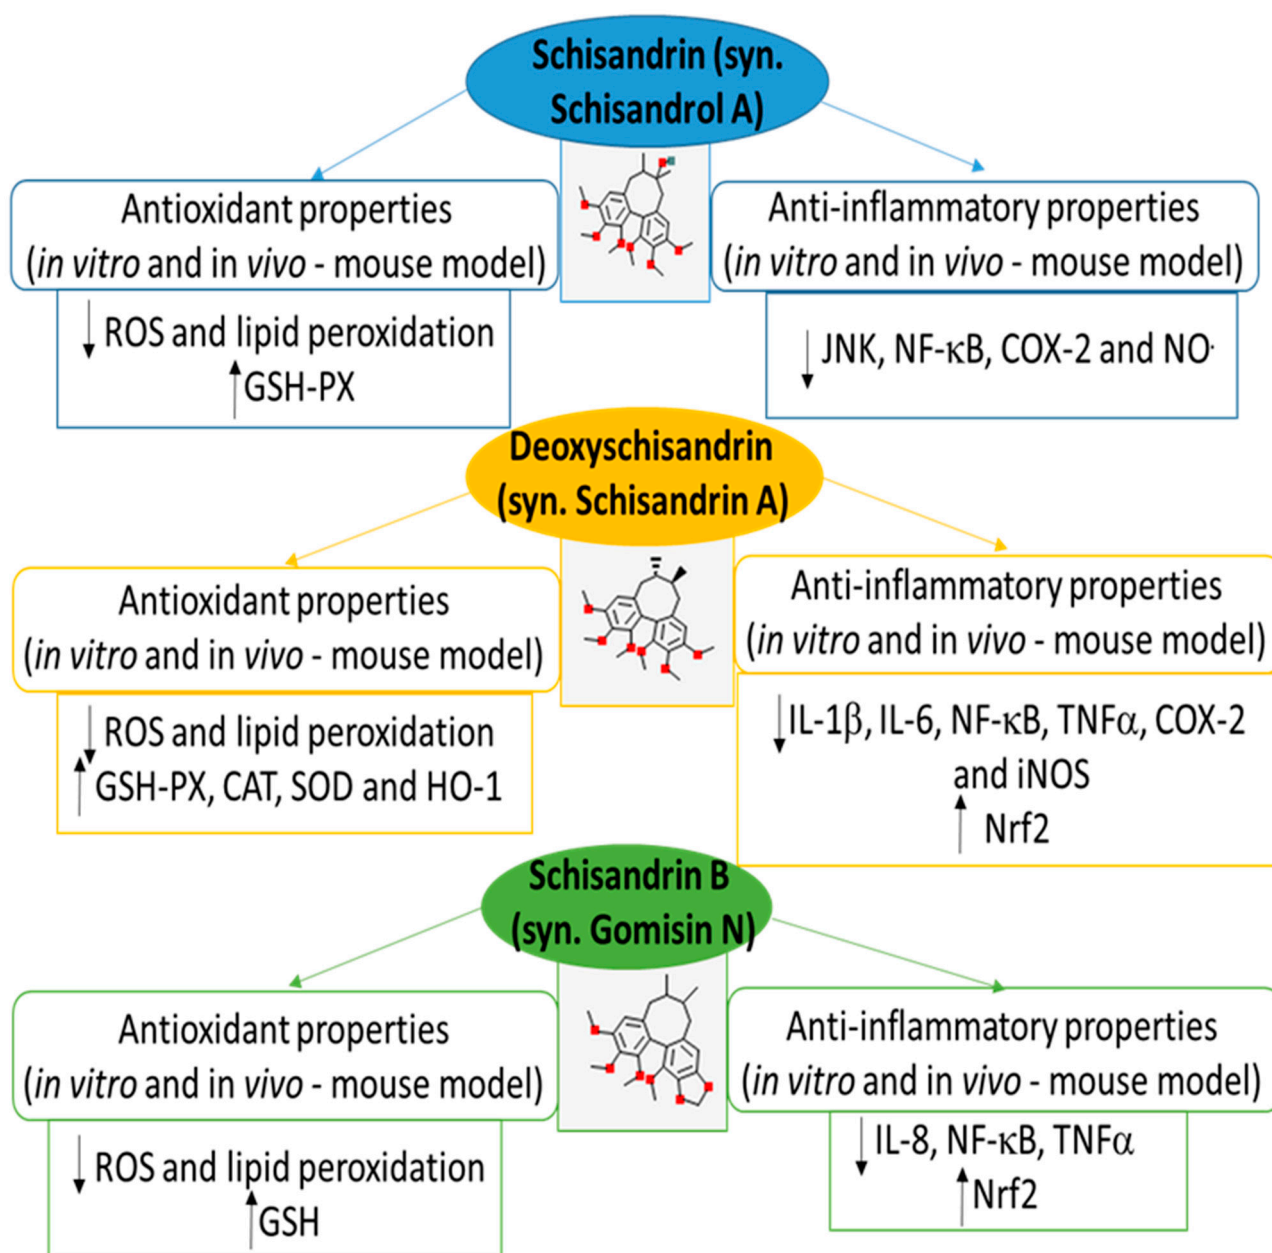 Schisandrin (syn.
Schisandrol A)
Antioxidant properties
(in vitro and in vivo - mouse model)
↓ ROS and lipid peroxidation
↑ GSH-PX
Anti-inflammatory properties
(in vitro and in vivo - mouse model)
↓ JNK, NF-κB, COX-2 and NO·
Deoxyschisandrin
(syn. Schisandrin A)
Antioxidant properties
(in vitro and in vivo - mouse model)
↓ ROS and lipid peroxidation
↑ GSH-PX, CAT, SOD and HO-1
Anti-inflammatory properties
(in vitro and in vivo - mouse model)
↓ IL-1β, IL-6, NF-κB, TNFα, COX-2
and iNOS
↑ Nrf2
Schisandrin B
(syn. Gomisin N)
Antioxidant properties
(in vitro and in vivo - mouse model)
↓ ROS and lipid peroxidation
↑ GSH
Anti-inflammatory properties
(in vitro and in vivo - mouse model)
↓ IL-8, NF-κB, TNFα
↑ Nrf2